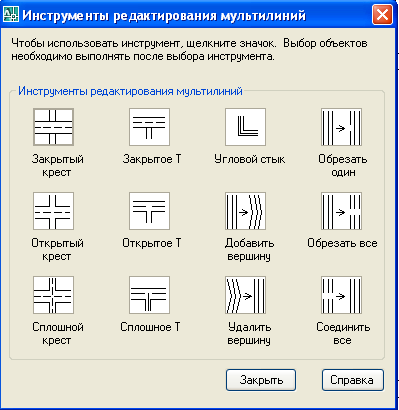 Инструменты редактирования мультилиний
Чтобы использовать инструмент, щелкните значок. Выбор объектов
необходимо выполнять после выбора инструмента.
Инструменты редактирования мультилиний
Закрытый
крест
Закрытое Т
Угловой стык
Обрезать
один
Открытый
крест
Открытое Т
Добавить
вершину
Обрезать все
Сплошной
крест
Сплошное Т
Удалить
вершину
Соединить
все
Закрыть
Справка